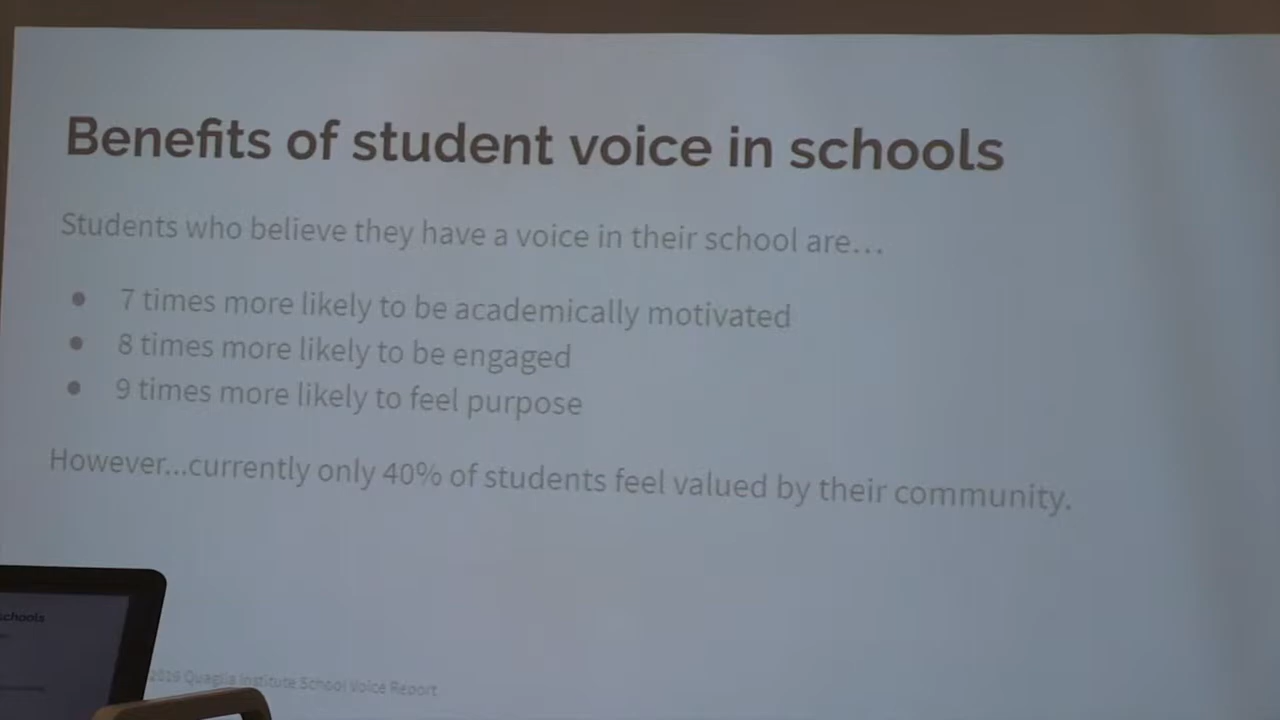 Benefits of student voice in schools
Students who believe they have a voice in their school are...
● 7 times more likely to be academically motivated
● 8 times more likely to be engaged
● 9 times more likely to feel purpose
However...currently only 40% of students feel valued by their community.
schools
Quaglia Institute School Voice Report